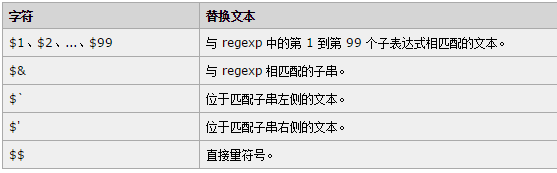 字符 替换文本
$1、$2、...、$99 与 regexp 中的第 1 到第 99 个子表达式相匹配的文本。
$& 与 regexp 相匹配的子串。
$` 位于匹配子串左侧的文本。
$' 位于匹配子串右侧的文本。
$$ 直接量符号。